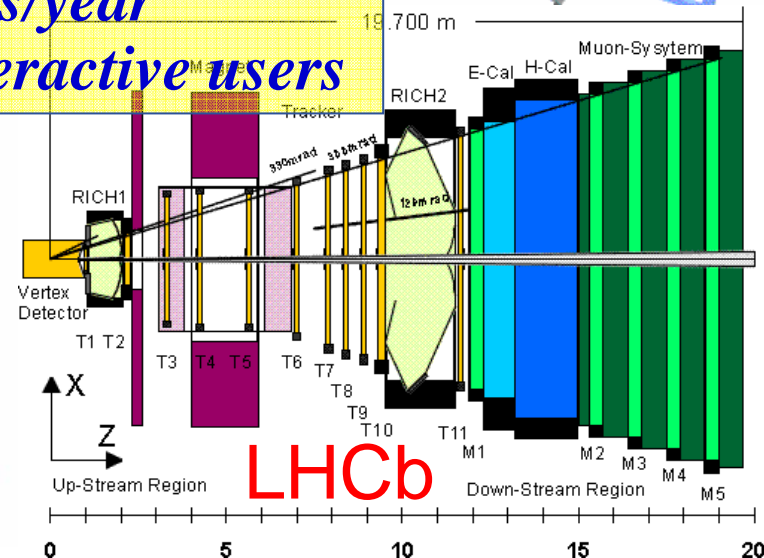 s/year
eractive users
19.700 m
Muon-Sysytem
E-Cal
H-Cal
Magnet
RICH2
Tracker
330mrad
RICH1
Vertex
Detector
T1 T2
T3
T4
T5
T6
T7
T8
T9
T10
T11
M1
M2
M3
M4
M5
X
Z
LHCb
Up-Stream Region
Down-Stream Region
0
5
10
15
20